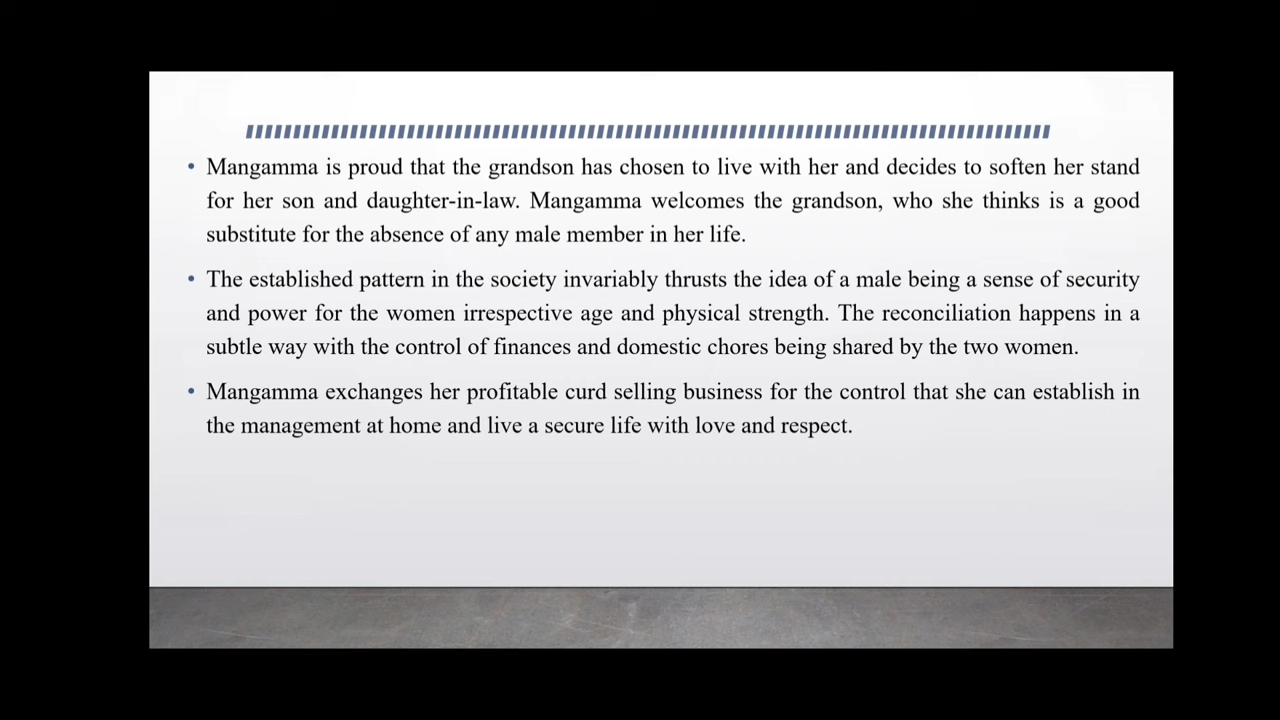 • Mangamma is proud that the grandson has chosen to live with her and decides to soften her stand
for her son and daughter-in-law. Mangamma welcomes the grandson, who she thinks is a good
substitute for the absence of any male member in her life.
• The established pattern in the society invariably thrusts the idea of a male being a sense of security
and power for the women irrespective age and physical strength. The reconciliation happens in a
subtle way with the control of finances and domestic chores being shared by the two women.
• Mangamma exchanges her profitable curd selling business for the control that she can establish in
the management at home and live a secure life with love and respect.